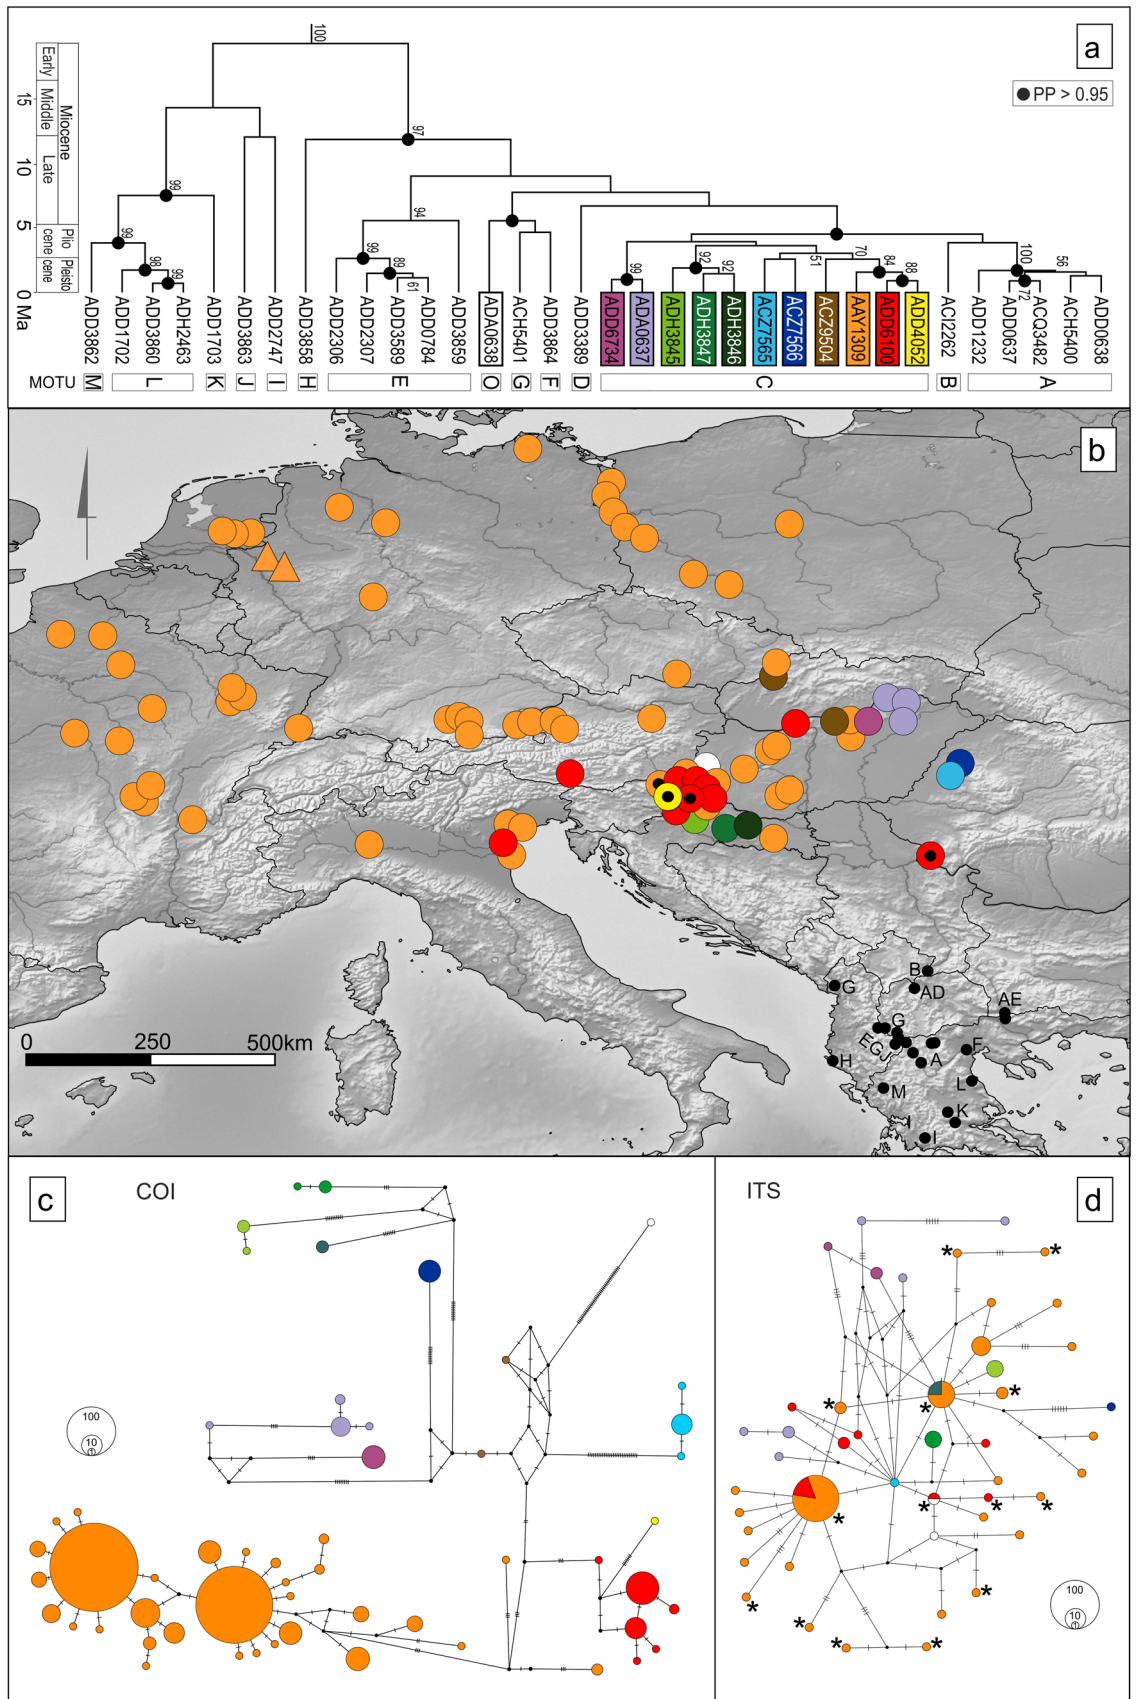 a
PP > 0.95
100
97
99
99
98
99
94
99
89
61
99
92
92
51
70
84
88
100
72
56
Early
Middle
Late
Miocene
Plio
cene
Pleisto
cene
15
10
5
0 Ma
ADD3862
ADD1702
ADD3860
ADH2463
ADD1703
ADD3863
ADD2747
ADD3858
ADD2306
ADD2307
ADD3589
ADD0784
ADD3859
ADA0638
ACH5401
ADD3864
ADD3389
ADD6734
ADA0637
ADH3845
ADH3847
ADH3846
ACZ7565
ACZ7566
ACZ9504
AAY1309
ADD6100
ADD4052
ACI2262
ADD1232
ADD0637
ACQ3482
ACH5400
ADD0638
MOTU
M
L
K
J
I
H
E
O
G
F
D
C
B
A
b
B
G
AD
AE
G
E
G
J
A
F
H
L
M
K
I
I
0 250 500km
c
COI
100
10
1
ITS
d
*
*
*
*
*
*
*
*
*
*
*
*
*
*
100
10
1